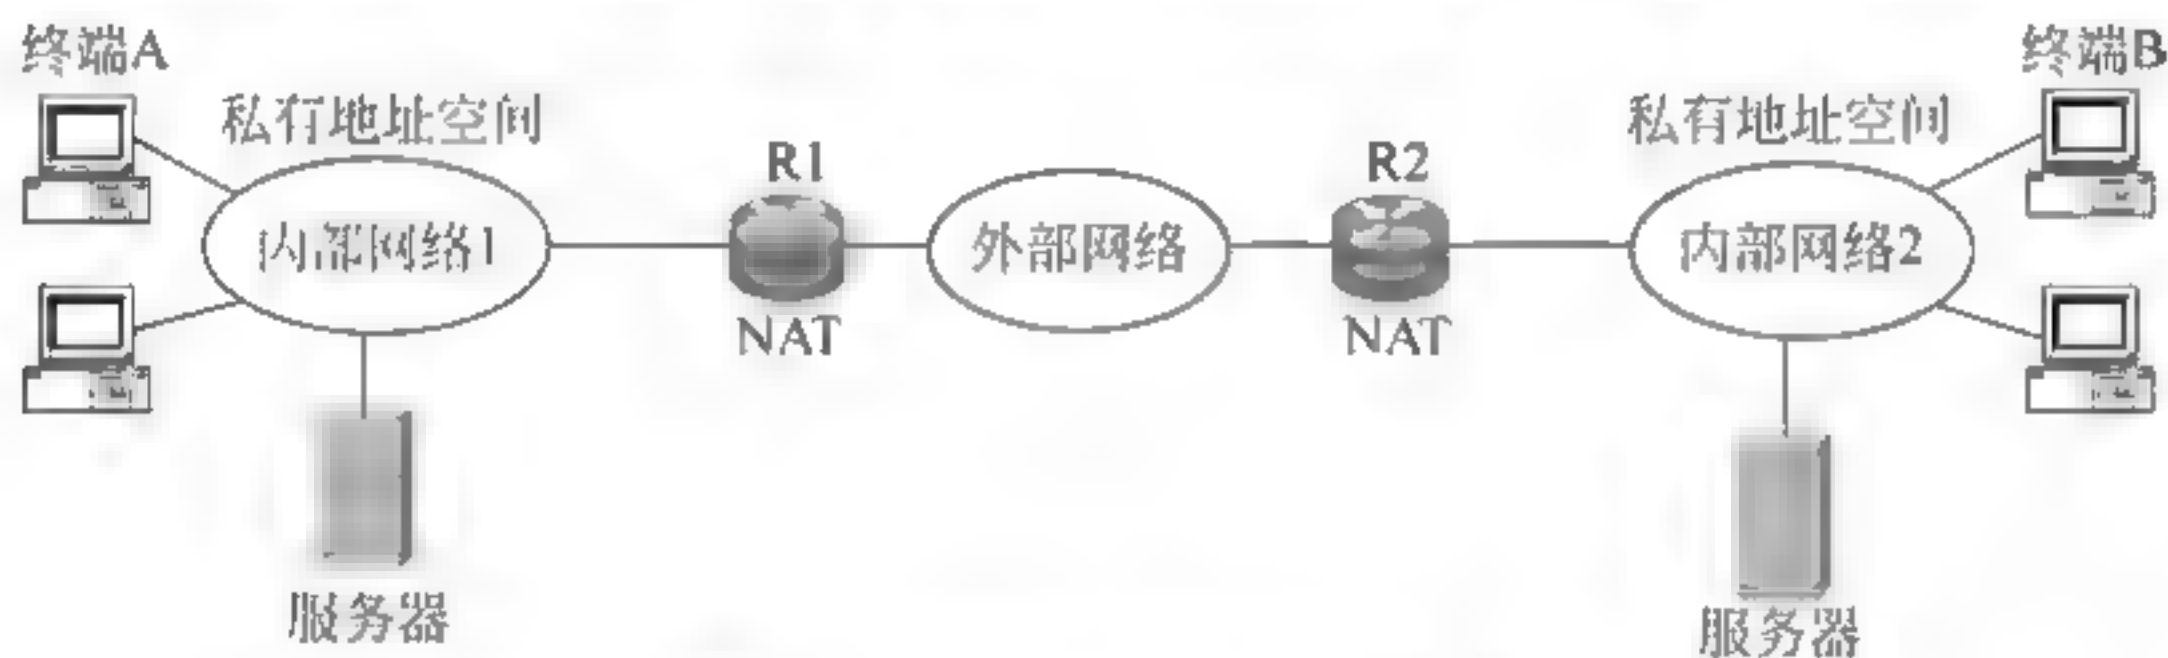 终端A
终端B
私有地址空间
私有地址空间
R1
R2
内部网络1
外部网络
内部网络2
NAT
NAT
服务器
服务器